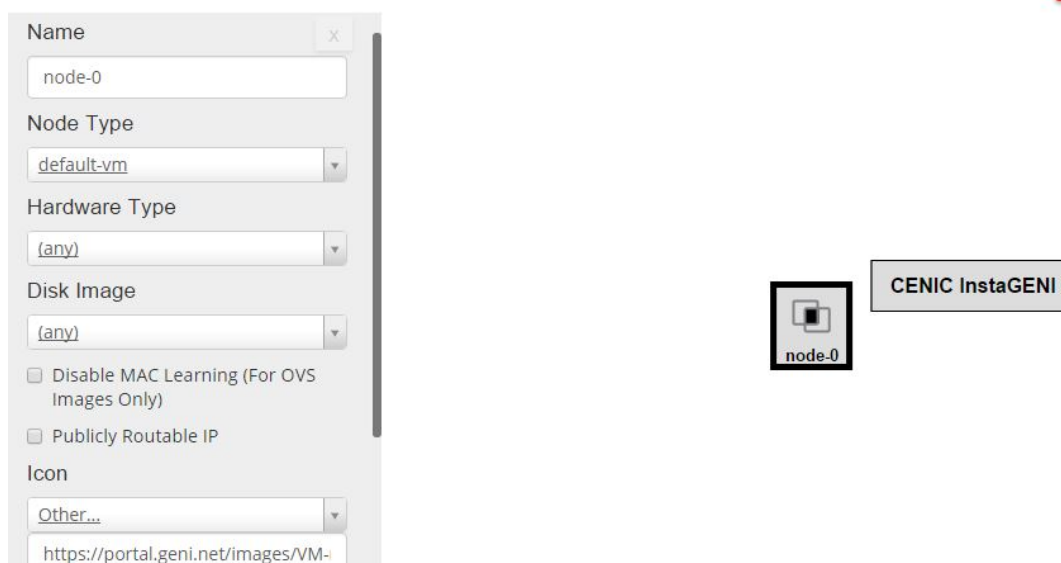 Name
x
node-0
Node Type
default-vm
Hardware Type
(any)
Disk Image
(any)
Disable MAC Learning (For OVS
Images Only)
Publicly Routable IP
Icon
Other...
https://portal.geni.net/images/VM-
CENIC InstaGENI
node-0